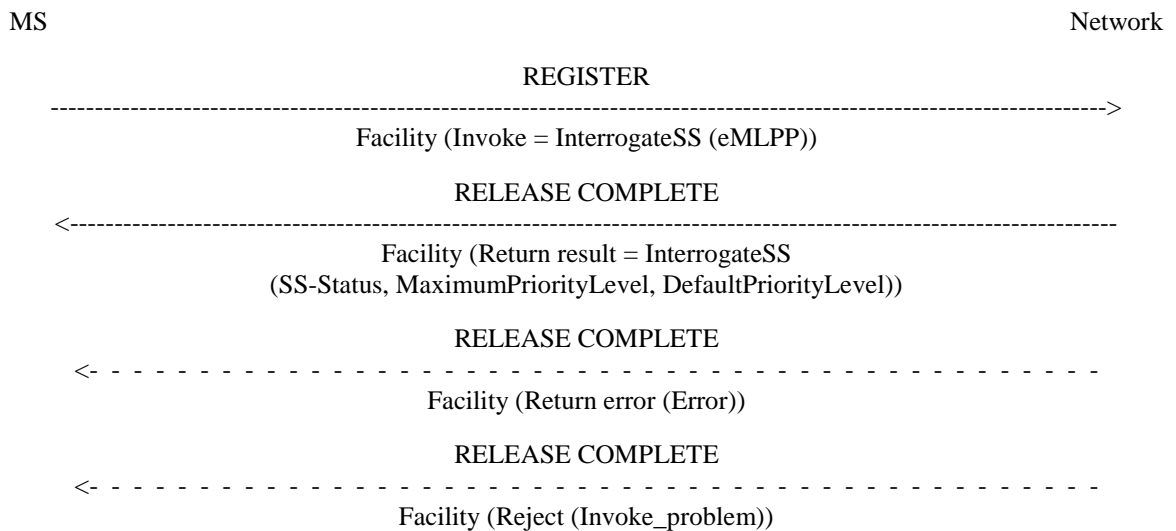 MS Network
REGISTER
------------------------------------------------------------------------------------------------------------------------>
Facility (Invoke = InterrogateSS (eMLPP))
RELEASE COMPLETE
<------------------------------------------------------------------------------------------------------------------------
Facility (Return result = InterrogateSS
(SS-Status, MaximumPriorityLevel, DefaultPriorityLevel))
RELEASE COMPLETE
<- - - - - - - - - - - - - - - - - - - - - - - - - - - - - - - - - - - - - - - - - - - - - - - -
Facility (Return error (Error))
RELEASE COMPLETE
<- - - - - - - - - - - - - - - - - - - - - - - - - - - - - - - - - - - - - - - - - - - - - - - -
Facility (Reject (Invoke_problem))